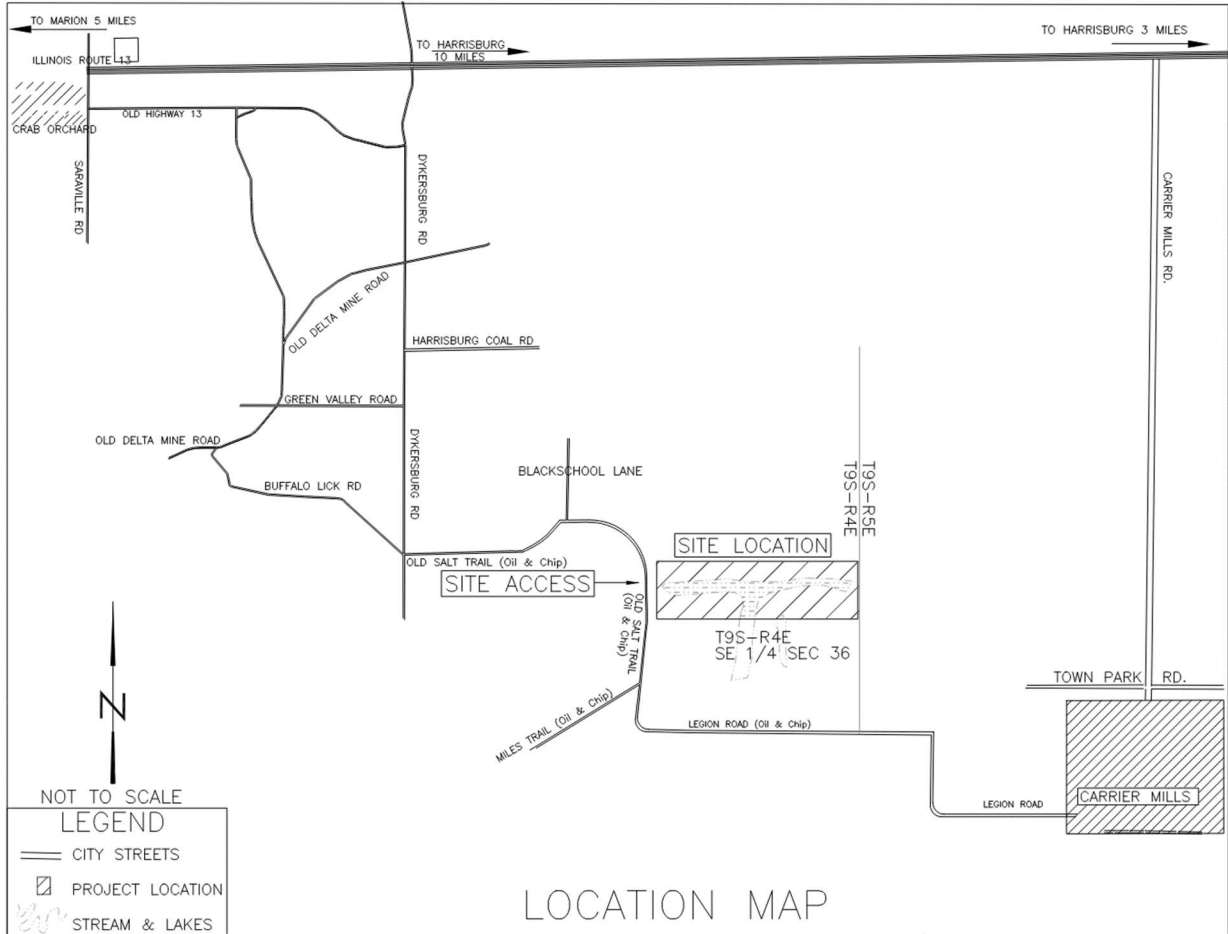 TO MARION 5 MILES
TO HARRISBURG
10 MILES
TO HARRISBURG 3 MILES
ILLINOIS ROUTE 13
OLD HIGHWAY 13
CRAB ORCHARD
SARAVILLE RD
DYKERSBURG RD
CARRIER MILLS RD.
OLD DELTA MINE ROAD
HARRISBURG COAL RD
GREEN VALLEY ROAD
OLD DELTA MINE ROAD
DYKERSBURG RD
BUFFALO LICK RD
BLACKSCHOOL LANE
T9S-R4E
T9S-R5E
SITE LOCATION
OLD SALT TRAIL (Oil & Chip)
SITE ACCESS
OLD SALT TRAIL
(Oil & Chip)
T9S-R4E
SE 1/4 SEC 36
TOWN PARK RD.
MILES TRAIL (Oil & Chip)
LEGION ROAD (Oil & Chip)
LEGION ROAD
CARRIER MILLS
N
NOT TO SCALE
LEGEND
CITY STREETS
PROJECT LOCATION
STREAM & LAKES
LOCATION MAP